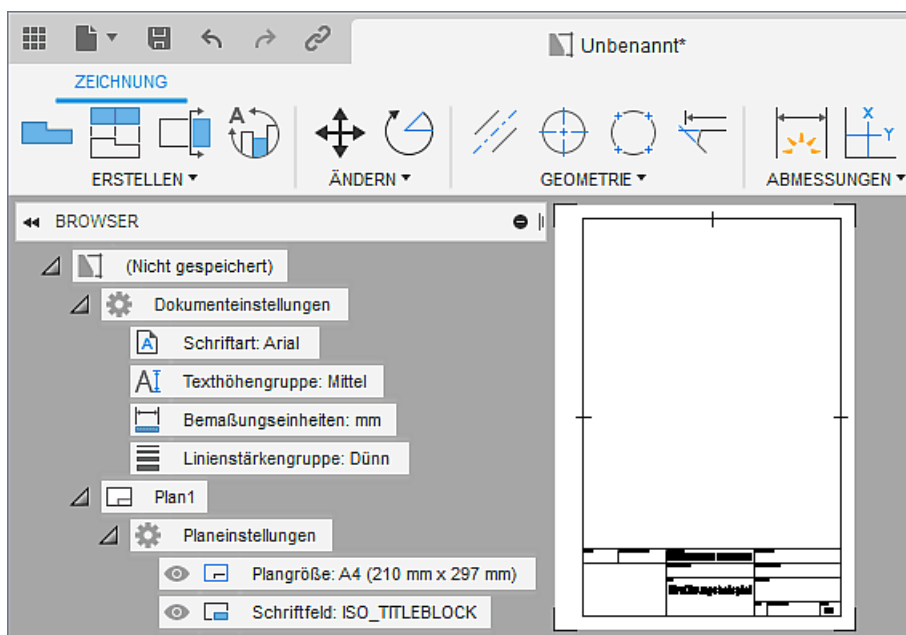 Unbenannt*
ZEICHNUNG
ERSTELLEN
ÄNDERN
GEOMETRIE
ABMESSUNGEN
BROWSER
(Nicht gespeichert)
Dokumenteinstellungen
Schriftart: Arial
Texthöhengruppe: Mittel
Bemaßungseinheiten: mm
Linienstärkengruppe: Dünn
Plan1
Planeinstellungen
Plangröße: A4 (210 mm x 297 mm)
Schriftfeld: ISO_TITLEBLOCK